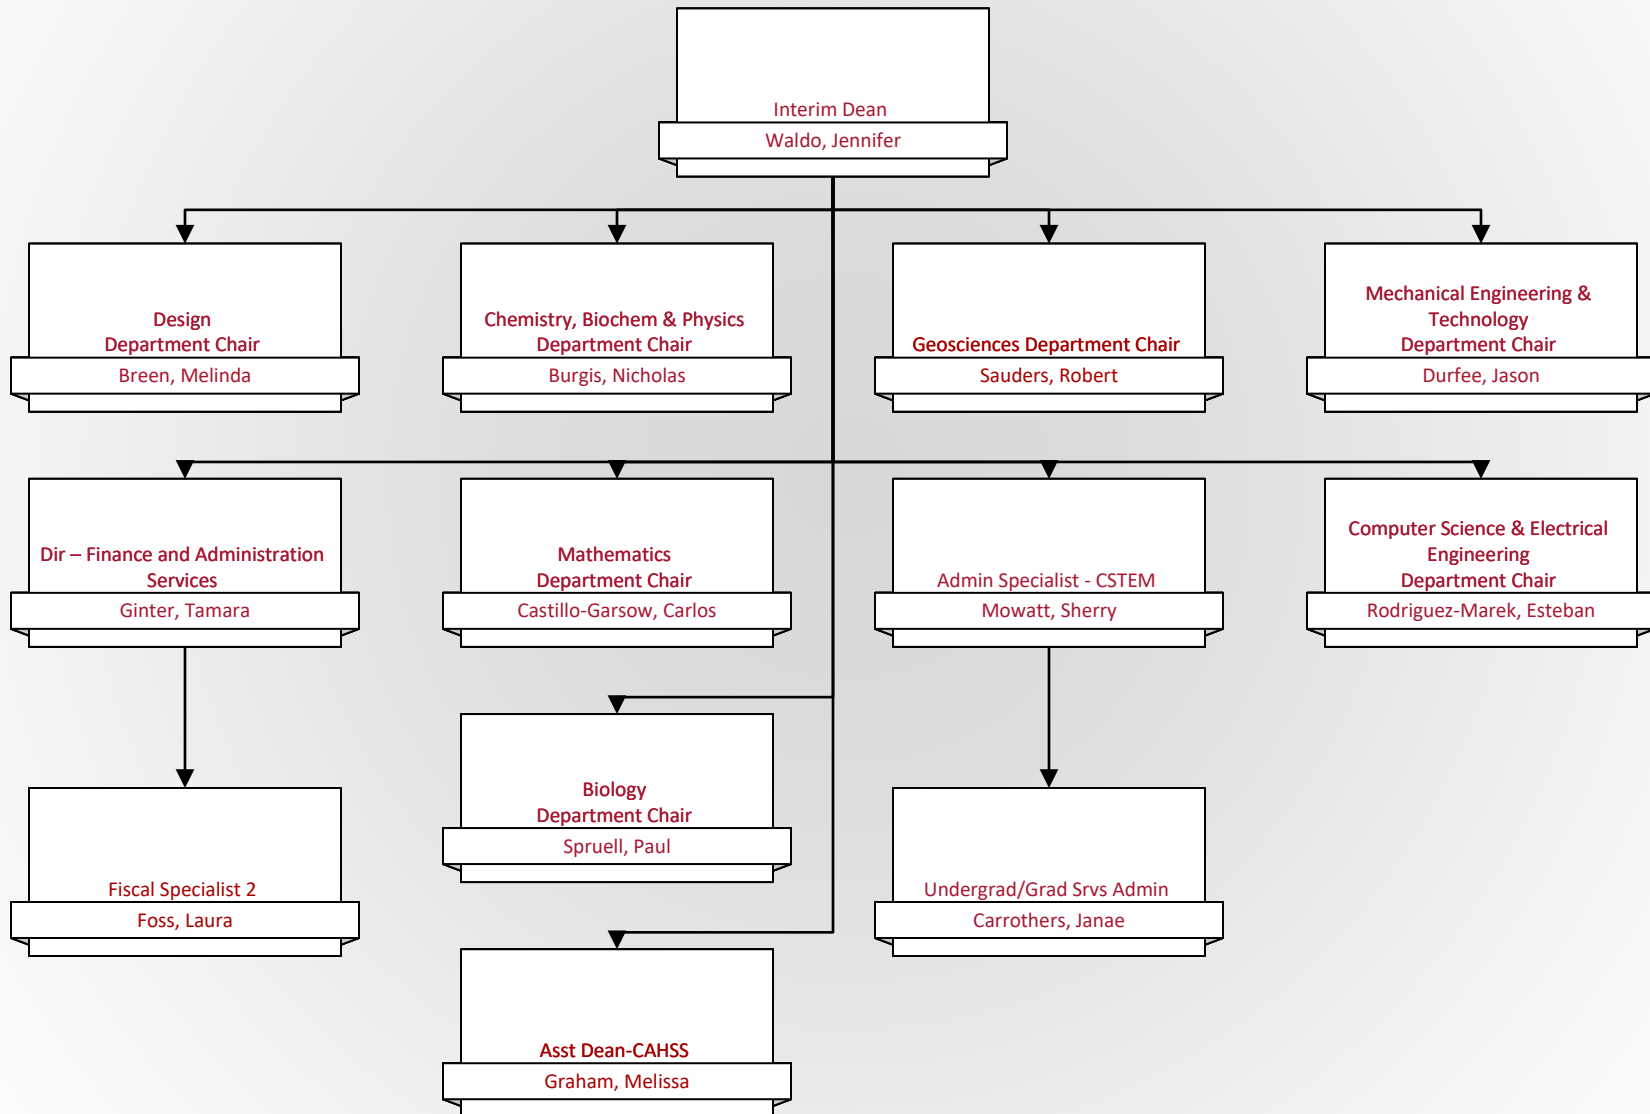 Interim Dean
Waldo, Jennifer
Design
Department Chair
Breen, Melinda
Chemistry, Biochem & Physics
Department Chair
Burgis, Nicholas
Geosciences Department Chair
Sauders, Robert
Mechanical Engineering &
Technology
Department Chair
Durfee, Jason
Dir – Finance and Administration
Services
Ginter, Tamara
Mathematics
Department Chair
Castillo-Garsow, Carlos
Admin Specialist - CSTEM
Mowatt, Sherry
Computer Science & Electrical
Engineering
Department Chair
Rodriguez-Marek, Esteban
Biology
Department Chair
Spruell, Paul
Fiscal Specialist 2
Foss, Laura
Undergrad/Grad Srvs Admin
Carrothers, Janae
Asst Dean-CAHSS
Graham, Melissa